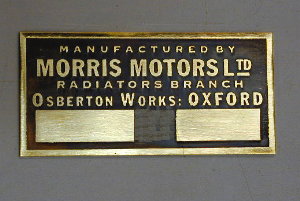 MANUFACTURED BY
MORRIS MOTORS LTD
RADIATORS BRANCH
OSBERTON WORKS: OXFORD